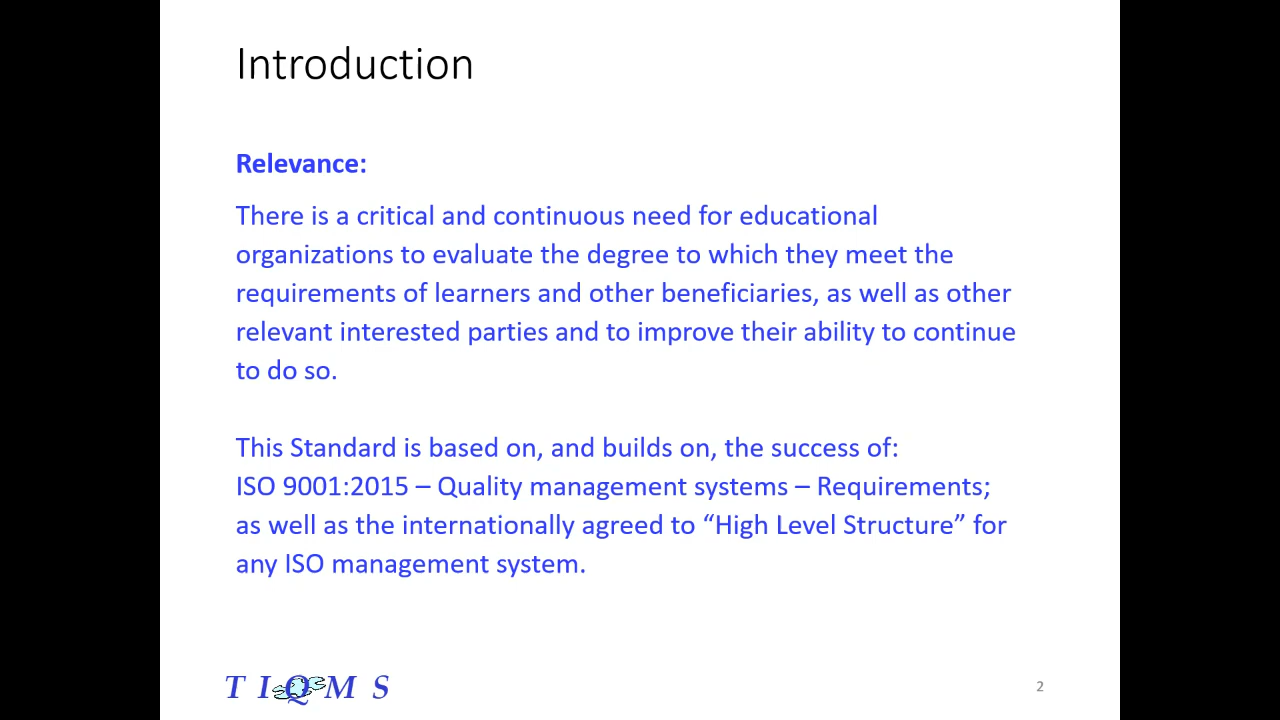 Introduction
Relevance:
There is a critical and continuous need for educational
organizations to evaluate the degree to which they meet the
requirements of learners and other beneficiaries, as well as other
relevant interested parties and to improve their ability to continue
to do so.
This Standard is based on, and builds on, the success of:
ISO 9001:2015 – Quality management systems – Requirements;
as well as the internationally agreed to “High Level Structure” for
any ISO management system.
T I Q M S
2